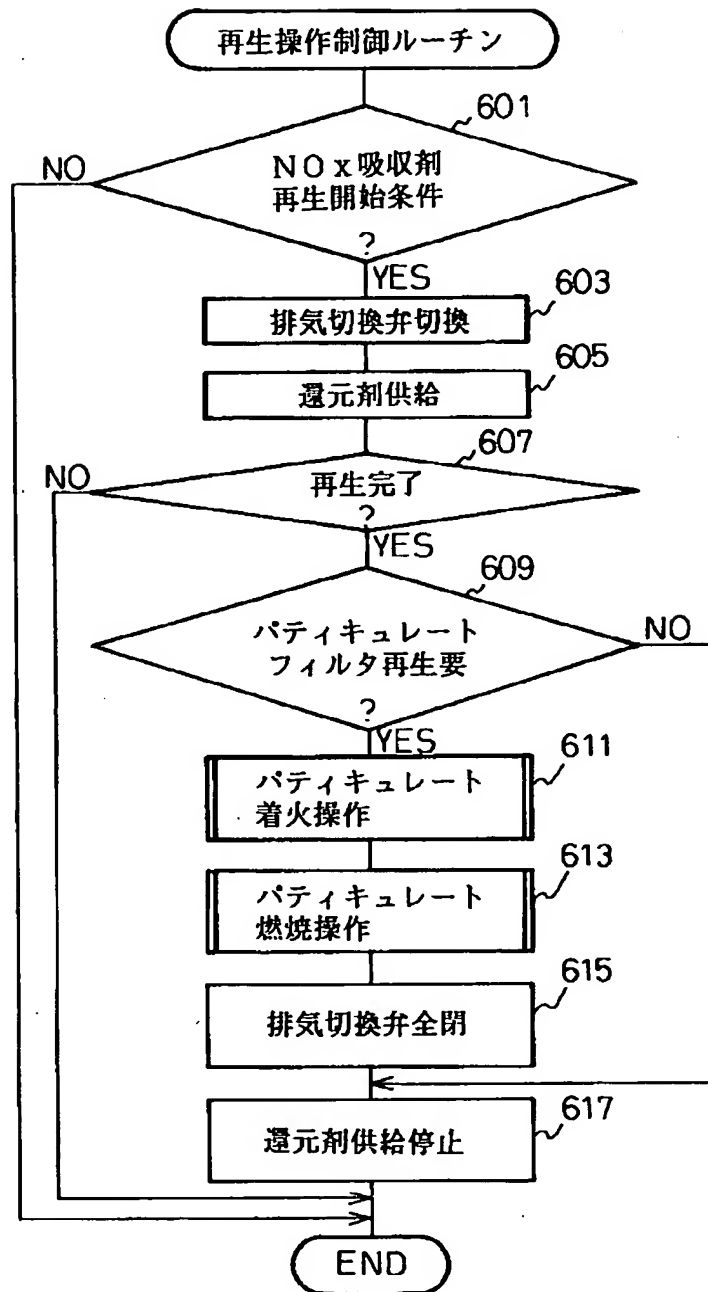 再生操作制御ルーチン
601
NO
NOx吸収剤
再生開始条件
?
YES
603
排気切換弁切換
605
還元剤供給
607
NO
再生完了
?
YES
609
パティキュレート
フィルタ再生要
NO
?
YES
611
パティキュレート
着火操作
613
パティキュレート
燃焼操作
615
排気切換弁全閉
617
還元剤供給停止
END